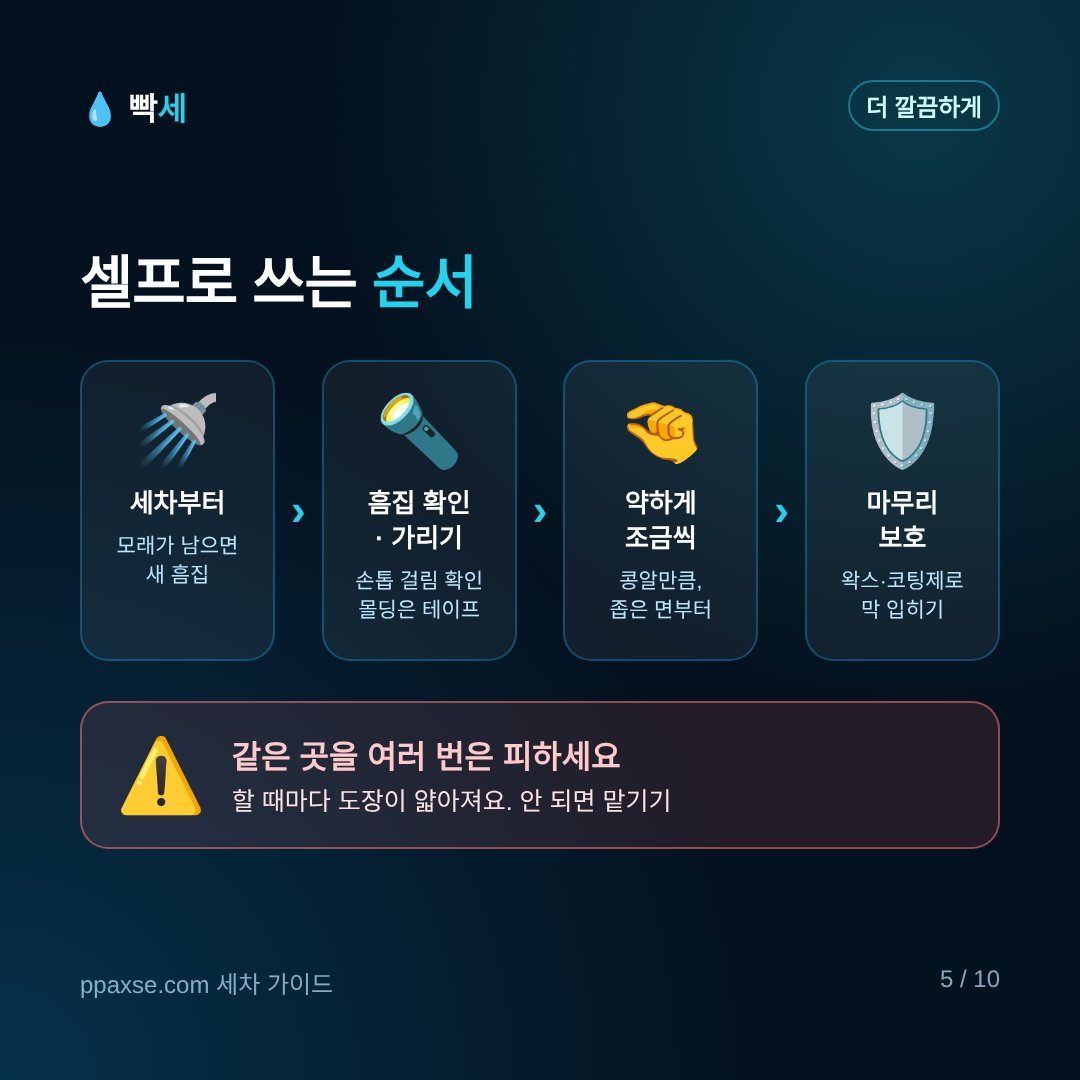 빡세
더 깔끔하게
셀프로 쓰는 순서
세차부터
모래가 남으면
새 흠집
›
흠집 확인
· 가리기
손톱 걸림 확인
몰딩은 테이프
›
약하게
조금씩
콩알만큼,
좁은 면부터
›
마무리
보호
왁스·코팅제로
막 입히기
같은 곳을 여러 번은 피하세요
할 때마다 도장이 얇아져요. 안 되면 맡기기
ppaxse.com 세차 가이드
5 / 10